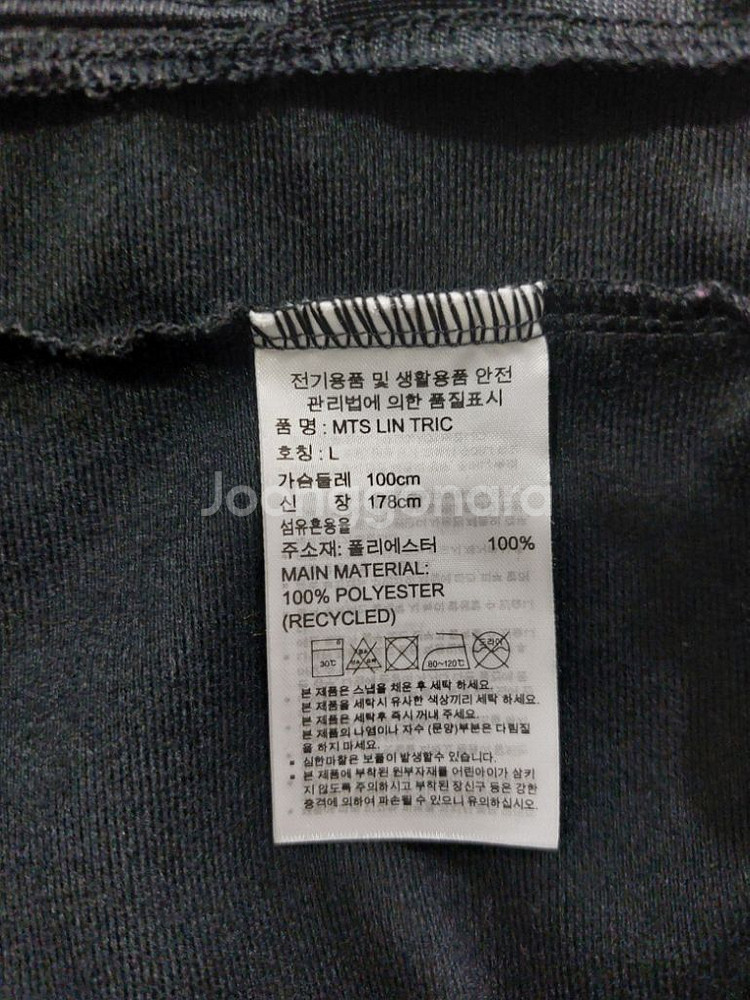 전기용품 및 생활용품 안전
관리법에 의한 품질표시
품 명 : MTS LIN TRIC
호칭 : L
가슴둘레 100cm
신 장 178cm
Joonggonara
섬유혼용율
주소재: 폴리에스터 100%
MAIN MATERIAL:
100% POLYESTER
(RECYCLED)
30℃ 80~120℃ 드라이
본 제품은 스냅을 채운 후 세탁 하세요.
본 제품을 세탁시 유사한 색상끼리 세탁 하세요.
본 제품은 세탁후 즉시 꺼내 주세요.
본 제품의 나염이나 자수 (문양)부분은 다림질
을 하지 마세요.
심한마찰은 보풀이 발생할수 있습니다.
본 제품에 부착된 원부자재를 어린아이가 삼키
지 않도록 주의하시고 부착된 장신구 등은 강한
충격에 의하여 파손될 수 있으니 유의하십시오.